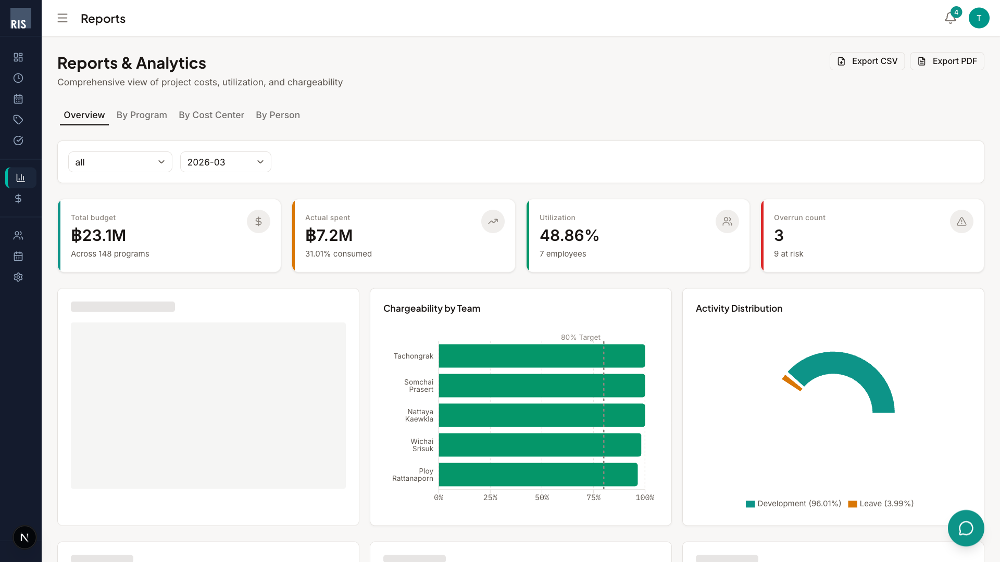 RIS
Reports
4
T
Reports & Analytics
Comprehensive view of project costs, utilization, and chargeability
Export CSV
Export PDF
Overview
By Program
By Cost Center
By Person
all
2026-03
Total budget
฿23.1M
Across 148 programs
Actual spent
฿7.2M
31.01% consumed
Utilization
48.86%
7 employees
Overrun count
3
9 at risk
Chargeability by Team
80% Target
Tachongrak
Somchai
Prasert
Nattaya
Kaewkla
Wichai
Srisuk
Ploy
Rattanaporn
0%
25%
50%
75%
100%
Activity Distribution
Development (96.01%)
Leave (3.99%)
N